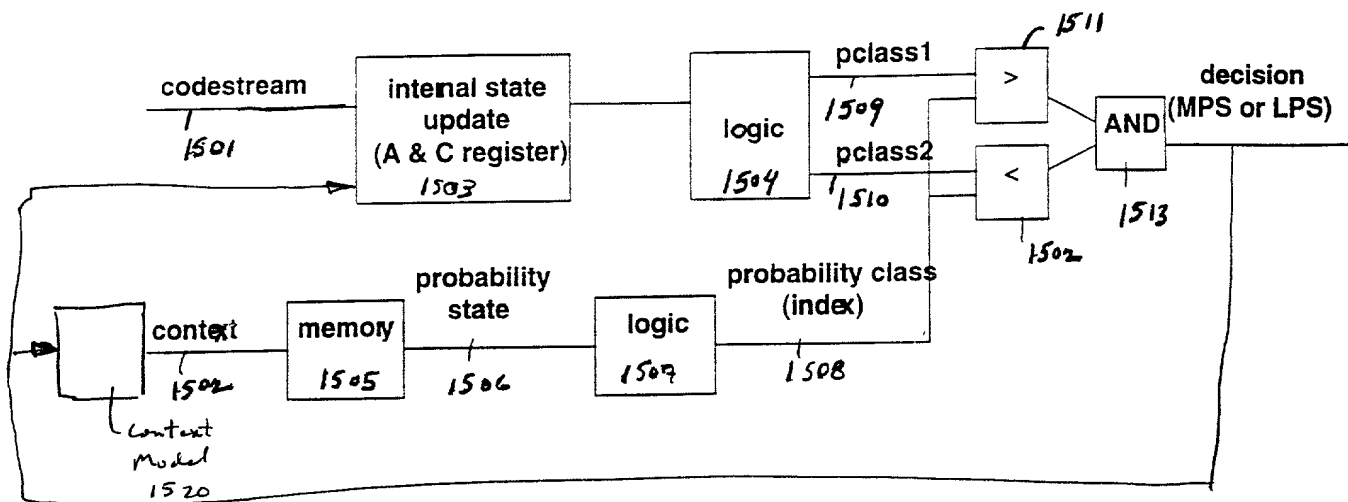 1511
codestream
1501
internal state
update
(A & C register)
1503
logic
1504
pclass1
1509
pclass2
1510
>
<
1502
AND
1513
decision
(MPS or LPS)
context
1502
memory
1505
probability
state
1506
logic
1507
probability class
(index)
1508
Context
Model
1520